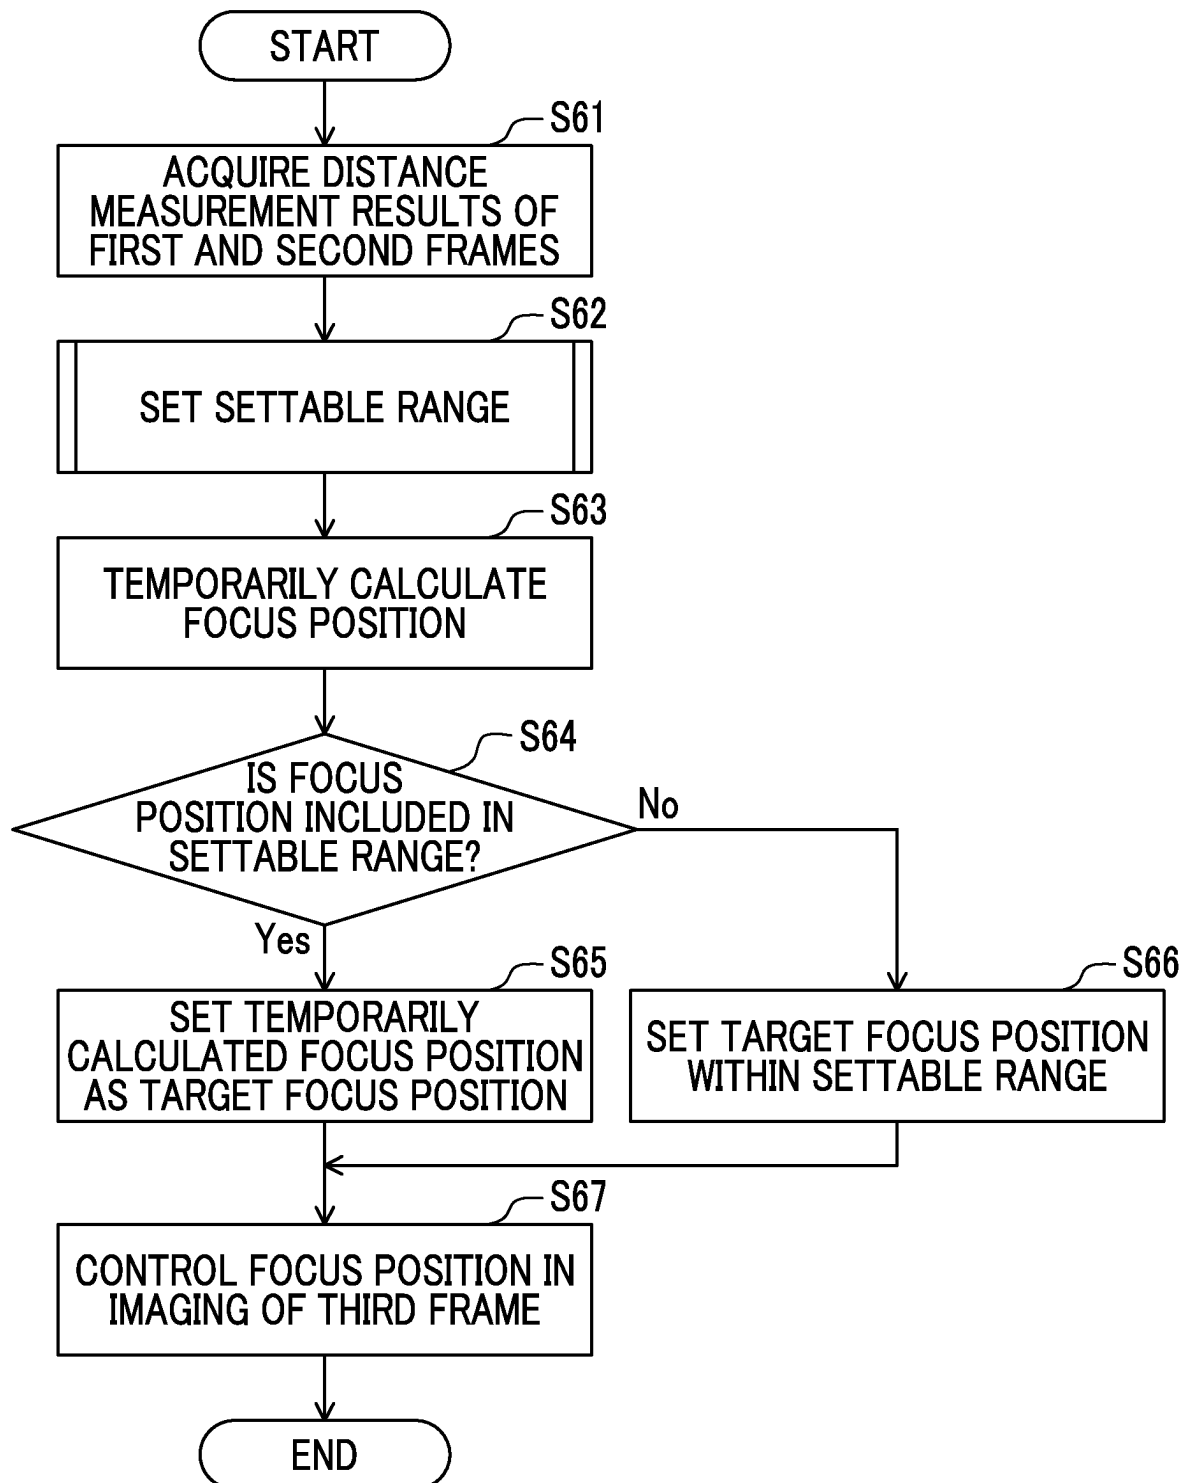 START
S61
ACQUIRE DISTANCE
MEASUREMENT RESULTS OF
FIRST AND SECOND FRAMES
S62
SET SETTABLE RANGE
S63
TEMPORARILY CALCULATE
FOCUS POSITION
S64
IS FOCUS
POSITION INCLUDED IN
SETTABLE RANGE?
No
Yes
S65
SET TEMPORARILY
CALCULATED FOCUS POSITION
AS TARGET FOCUS POSITION
S66
SET TARGET FOCUS POSITION
WITHIN SETTABLE RANGE
S67
CONTROL FOCUS POSITION IN
IMAGING OF THIRD FRAME
END